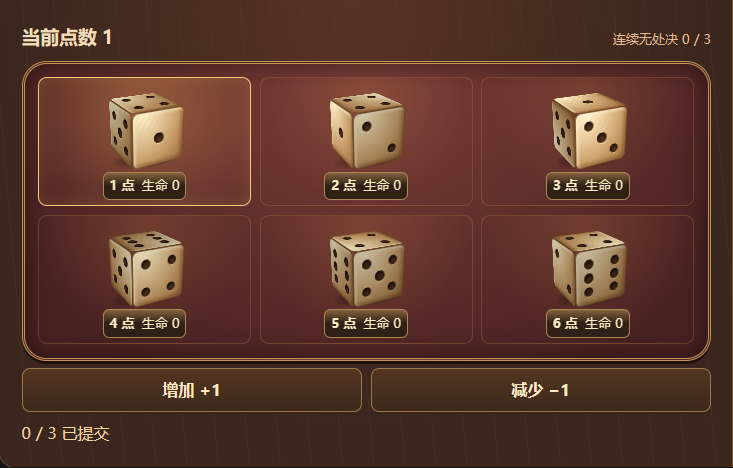 当前点数 1
连续无处决 0 / 3
1 点 生命 0
2 点 生命 0
3 点 生命 0
4 点 生命 0
5 点 生命 0
6 点 生命 0
增加 +1
减少 −1
0 / 3 已提交